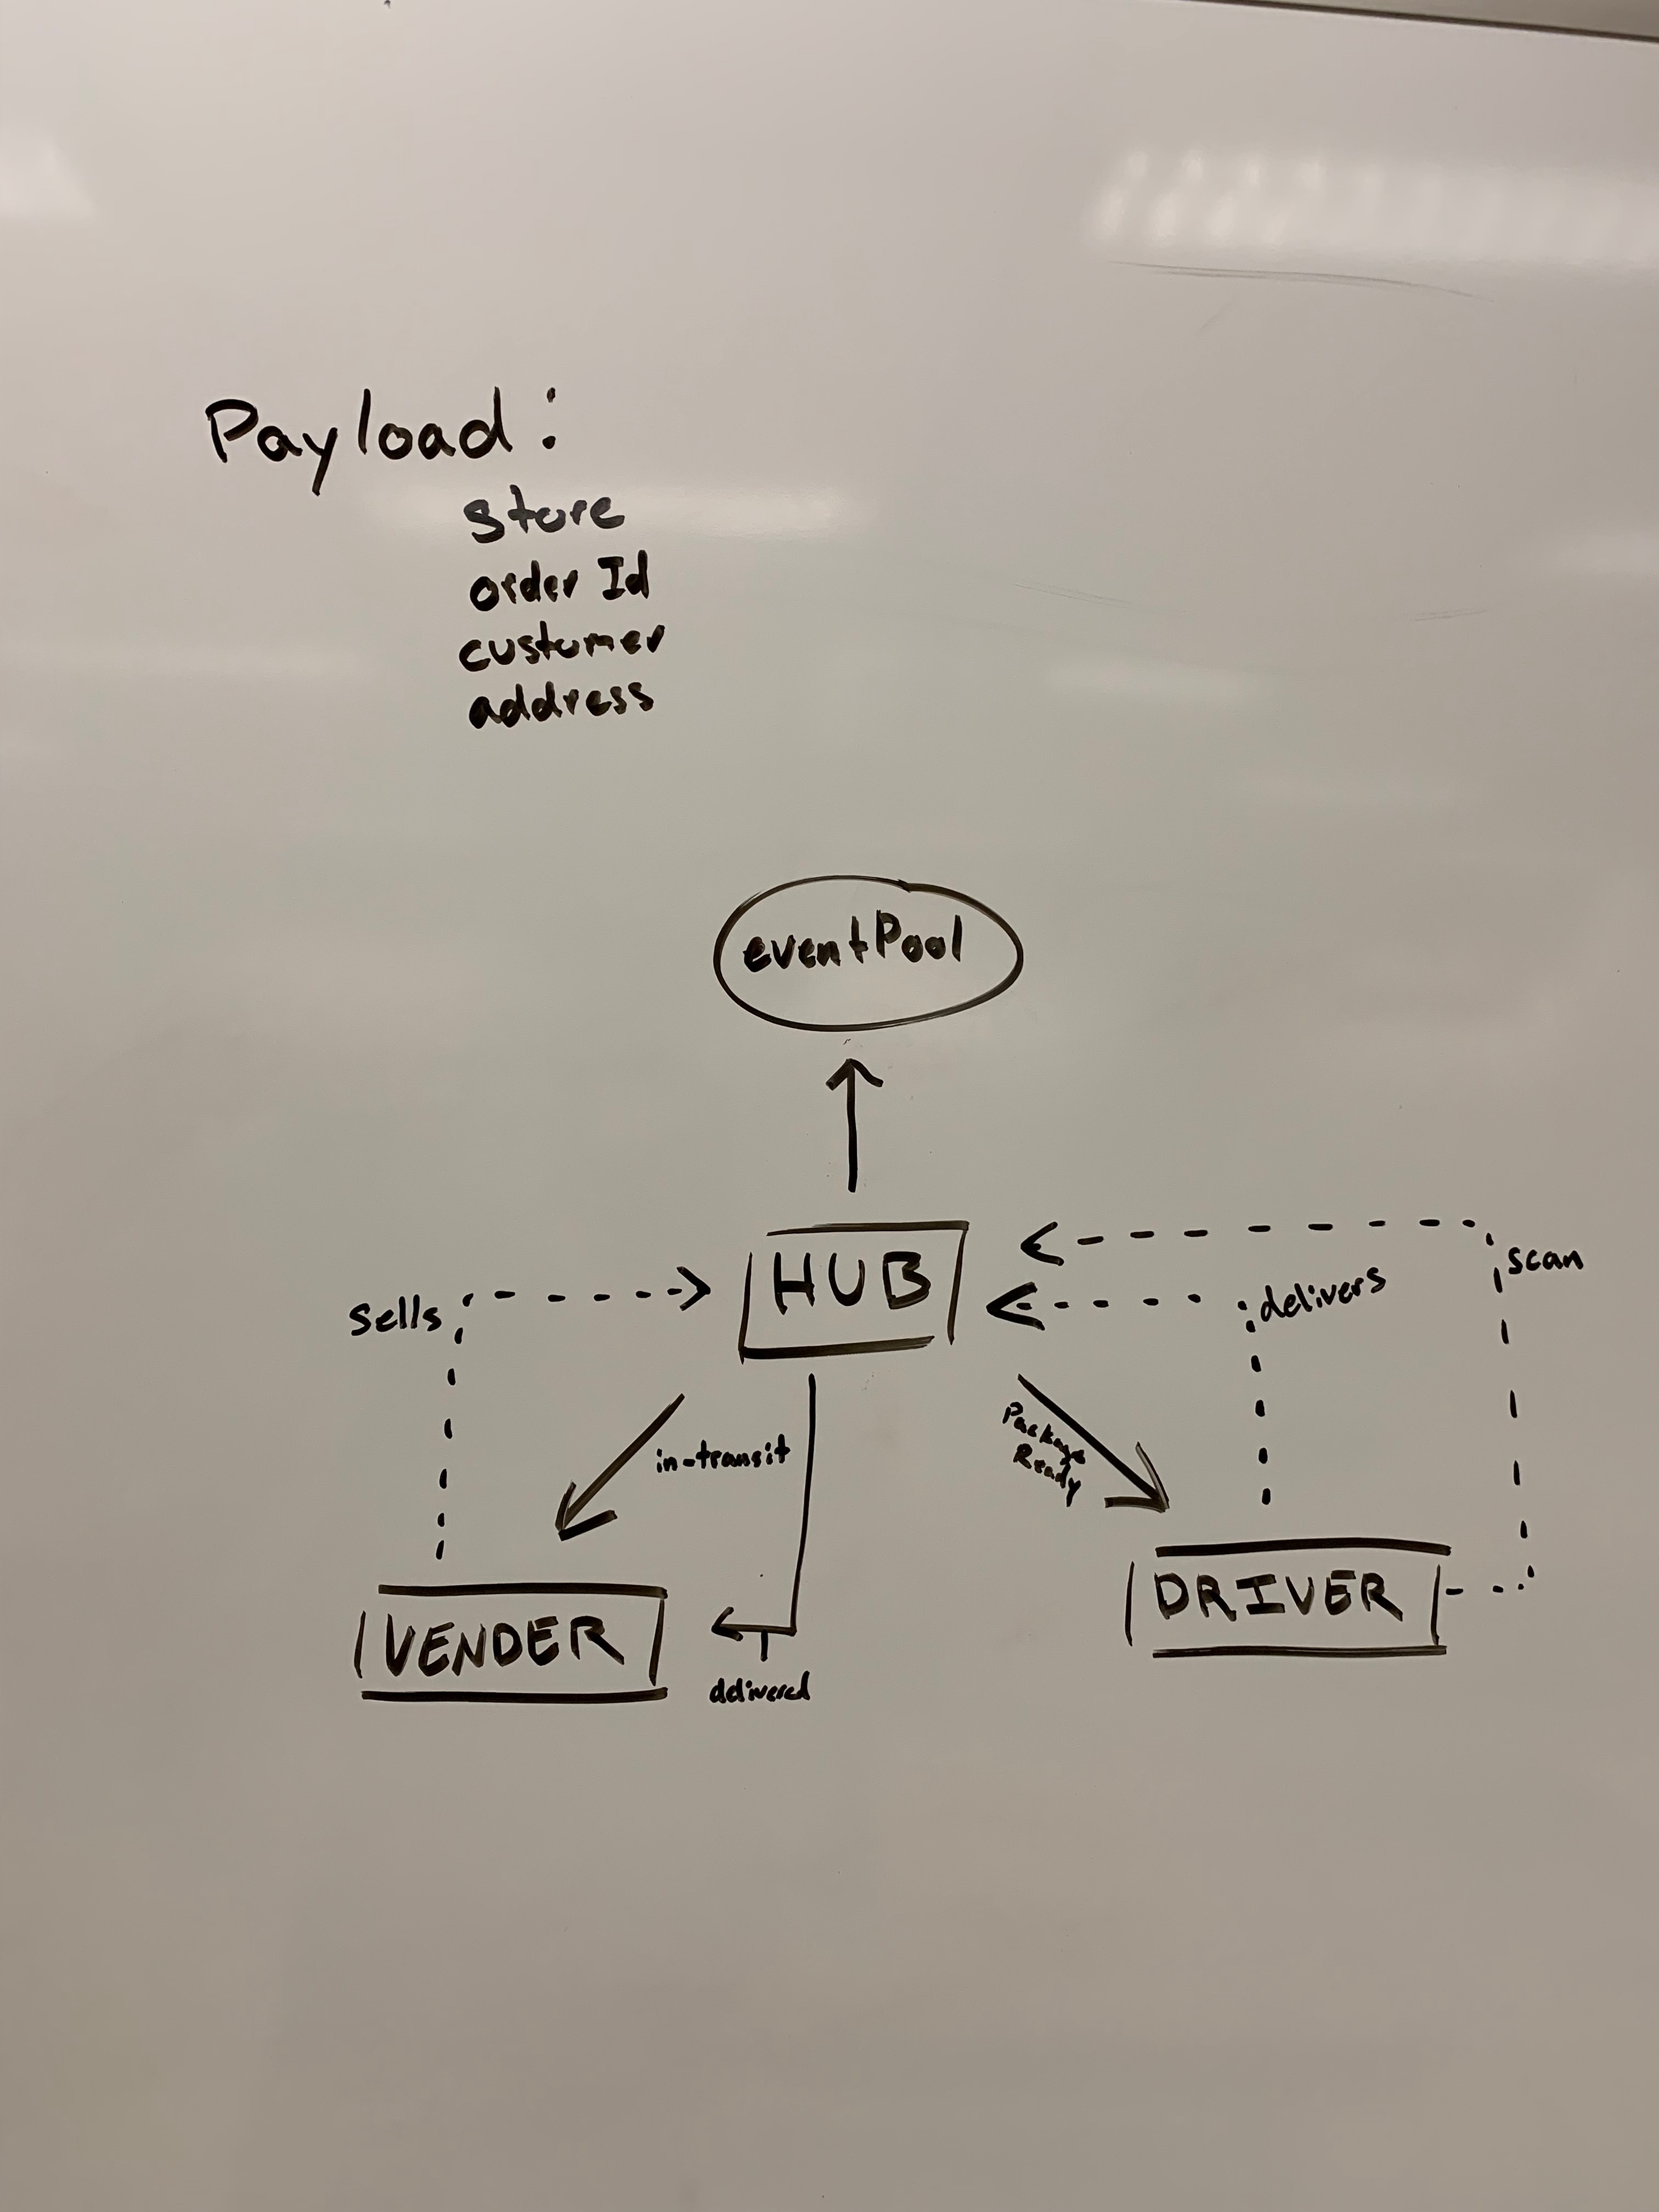 Payload:
store
order Id
customer
address
eventPool
HUB
scan
delivers
sells
Package
Ready
in-transit
DRIVER
VENDER
delivered